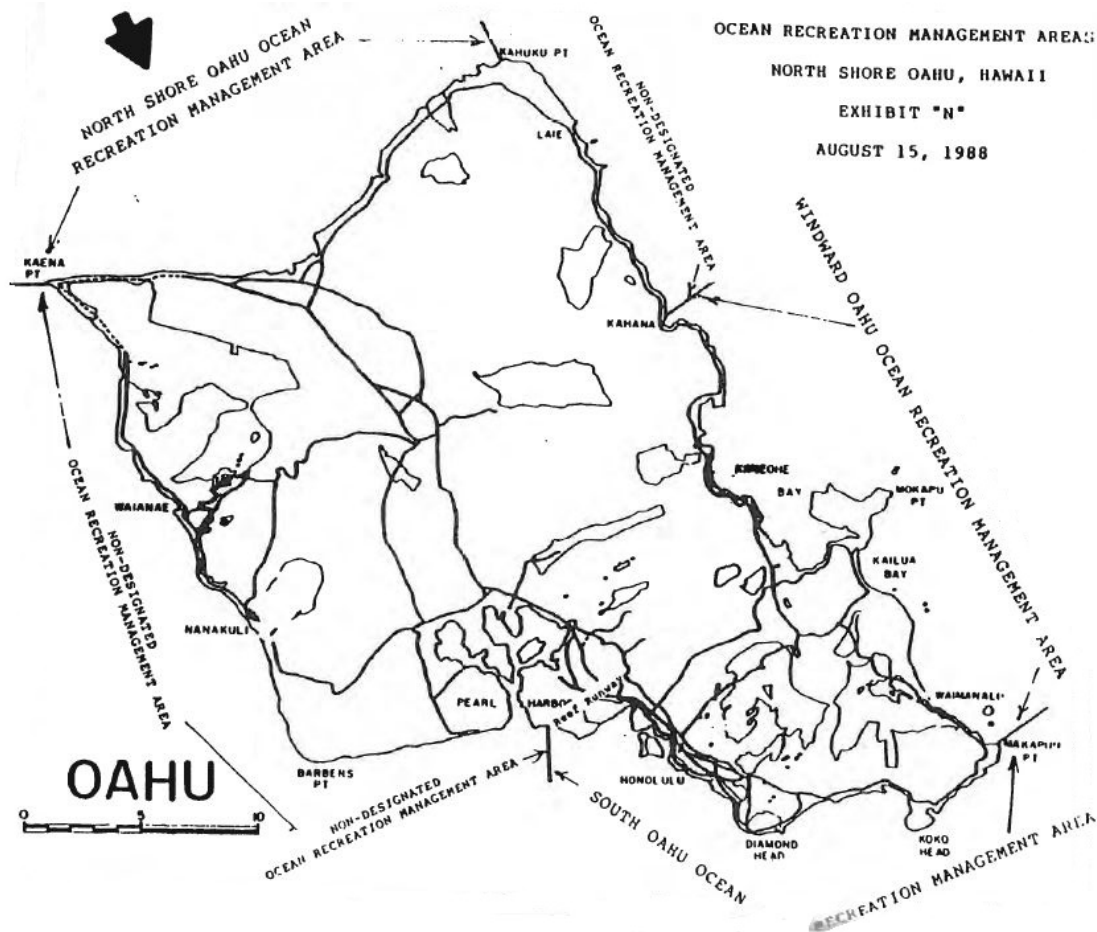 OCEAN RECREATION MANAGEMENT AREAS
NORTH SHORE OAHU, HAWAII
EXHIBIT "N"
AUGUST 15, 1988
NORTH SHORE OAHU OCEAN
RECREATION MANAGEMENT AREA
KAHUKU PT
NON-DESIGNATED
OCEAN RECREATION MANAGEMENT AREA
LAIE
KAENA
PT
KAHANA
WINDWARD OAHU OCEAN RECREATION MANAGEMENT AREA
BAY
MOKAPU
PT
KAILUA
BAY
WAIANAE
NON-DESIGNATED
OCEAN RECREATION MANAGEMENT AREA
NANAKULI
PEARL
Reef Runway
WAIMANALO
PT
BARBENS
PT
HONOLULU
DIAMOND
HEAD
KOKO
HEAD
NON-DESIGNATED
OCEAN RECREATION MANAGEMENT AREA
SOUTH OAHU OCEAN
RECREATION MANAGEMENT AREA
OAHU
0 5 10